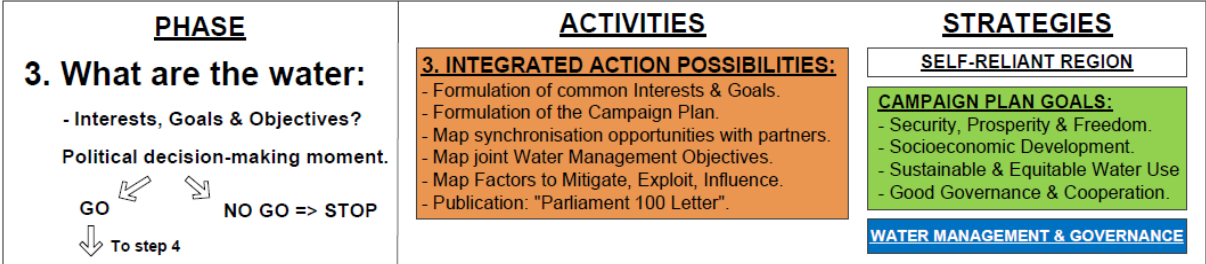 PHASE
3. What are the water:
- Interests, Goals & Objectives?
Political decision-making moment.
GO
NO GO => STOP
To step 4
ACTIVITIES
3. INTEGRATED ACTION POSSIBILITIES:
- Formulation of common Interests & Goals.
- Formulation of the Campaign Plan.
- Map synchronisation opportunities with partners.
- Map joint Water Management Objectives.
- Map Factors to Mitigate, Exploit, Influence.
- Publication: "Parliament 100 Letter".
STRATEGIES
SELF-RELIANT REGION
CAMPAIGN PLAN GOALS:
- Security, Prosperity & Freedom.
- Socioeconomic Development.
- Sustainable & Equitable Water Use
- Good Governance & Cooperation.
WATER MANAGEMENT & GOVERNANCE